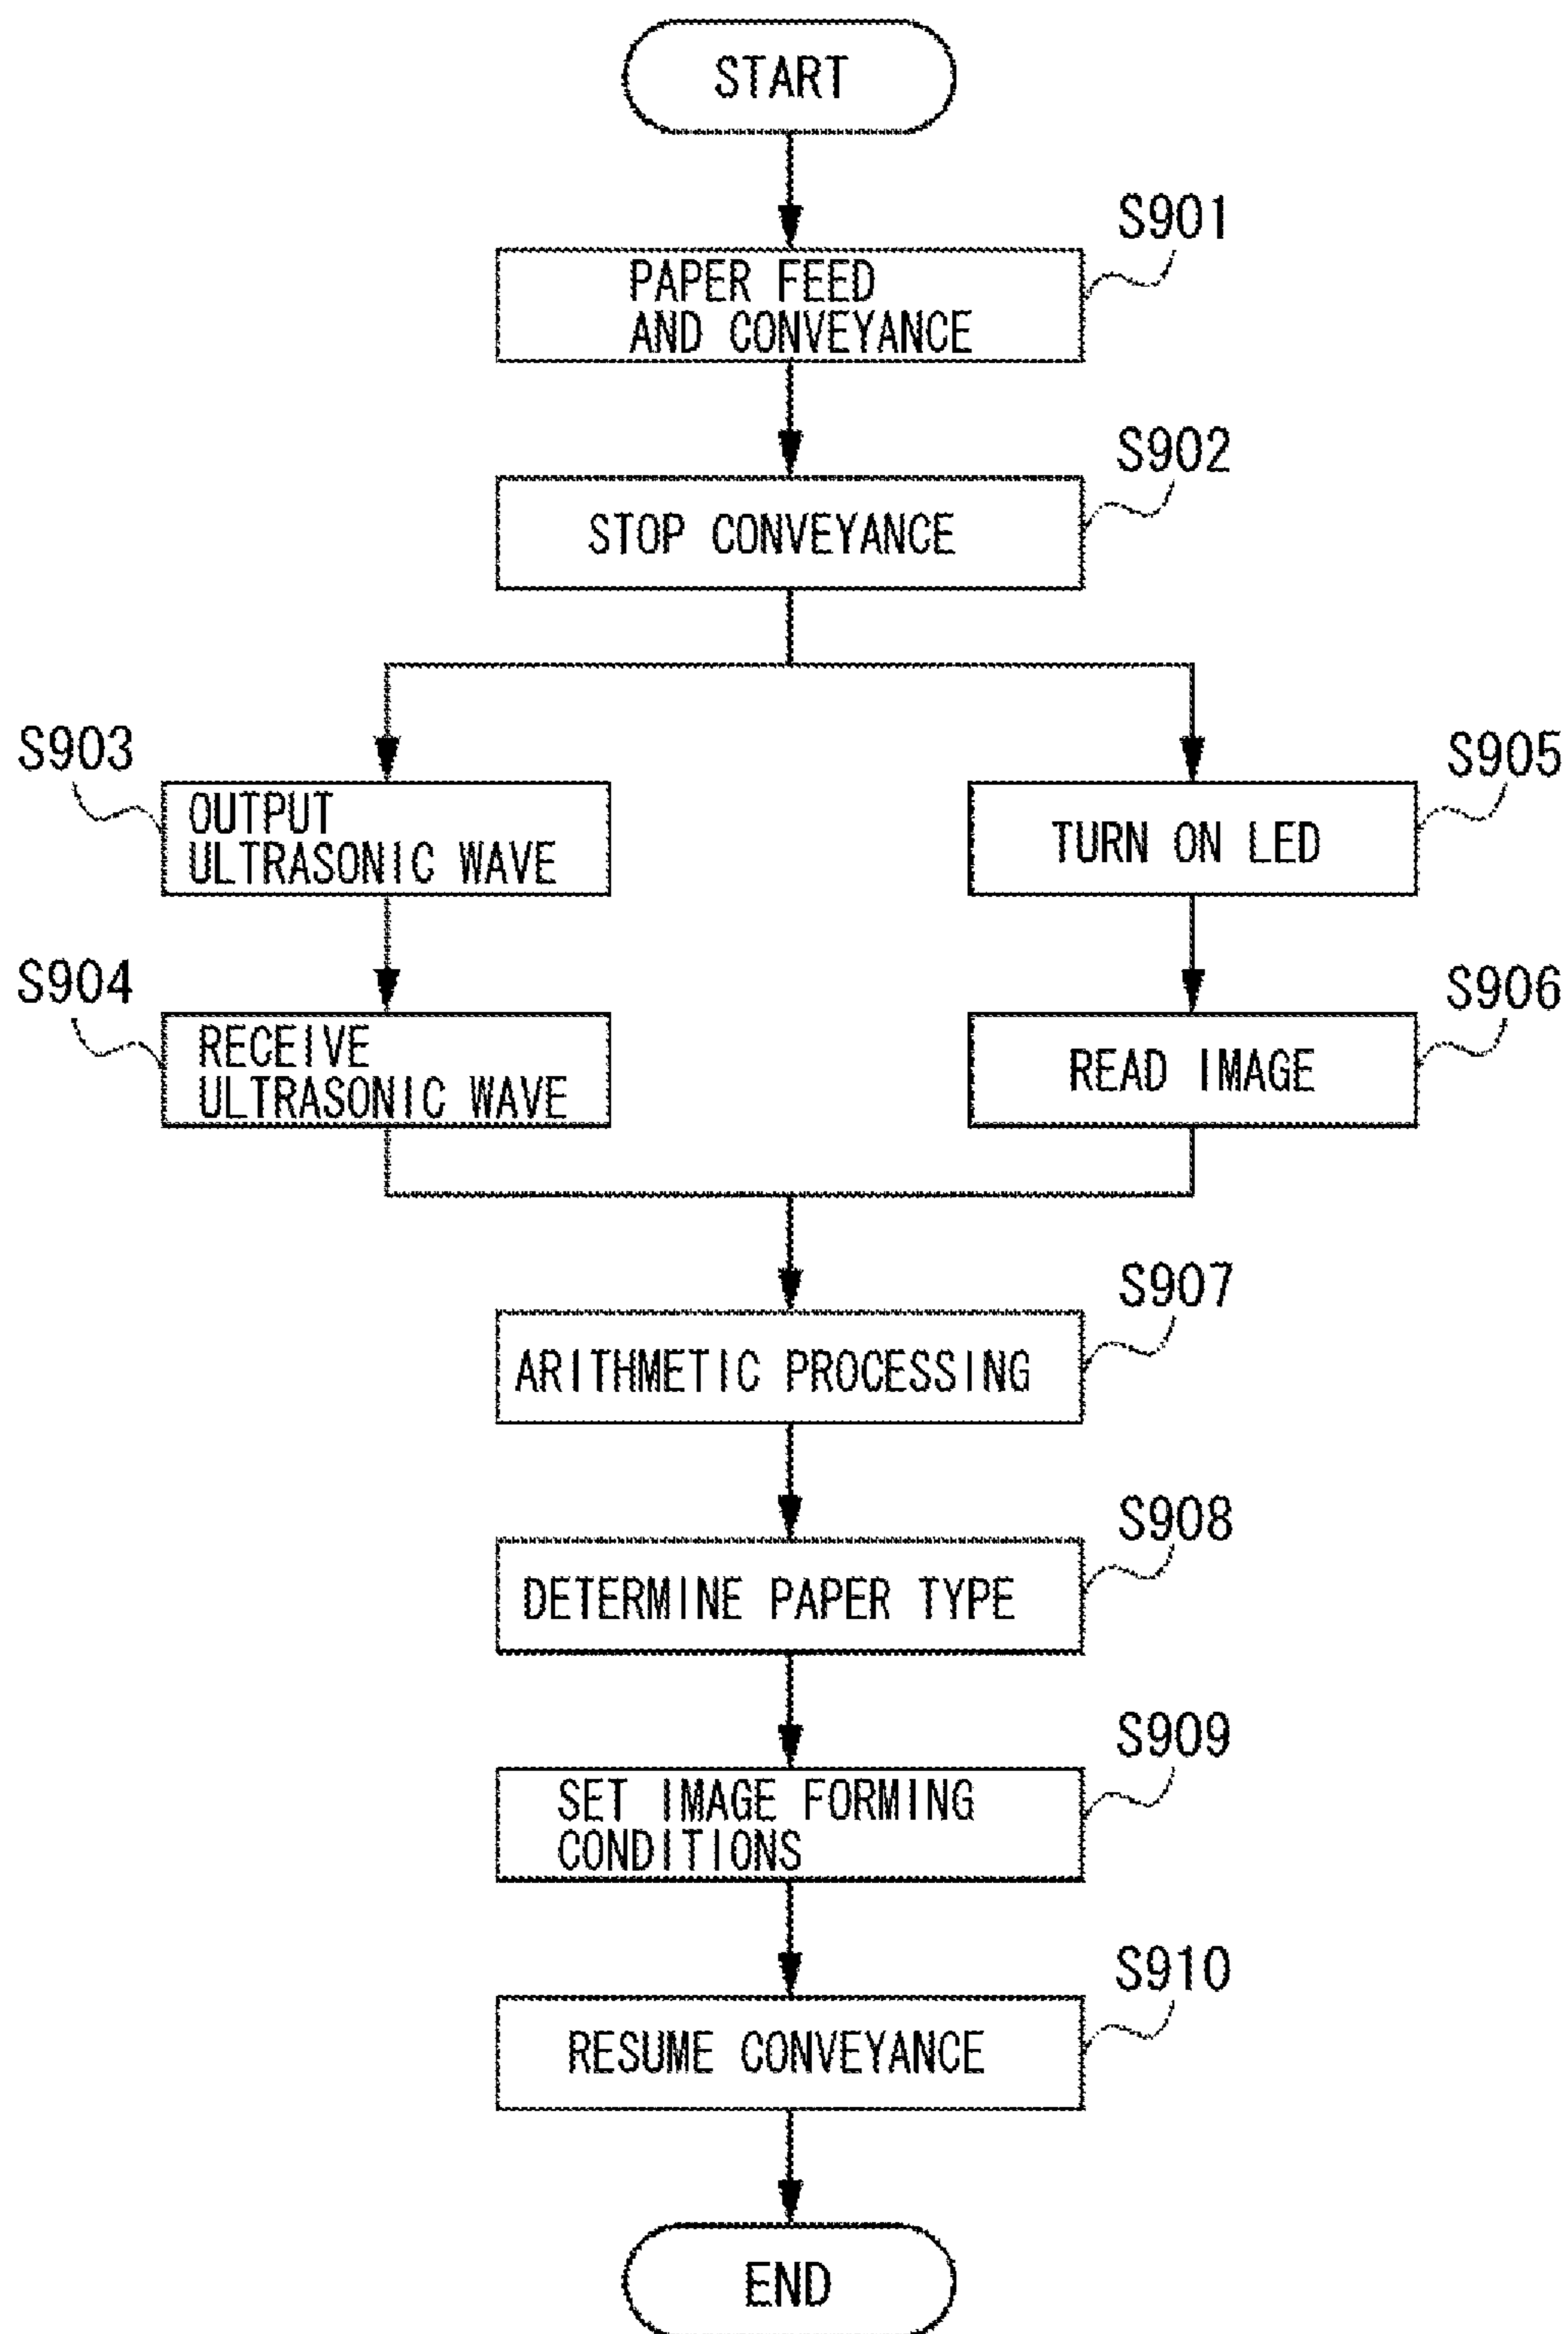 START
S901
PAPER FEED
AND CONVEYANCE
S902
STOP CONVEYANCE
S903
OUTPUT
ULTRASONIC WAVE
S905
TURN ON LED
S904
RECEIVE
ULTRASONIC WAVE
S906
READ IMAGE
S907
ARITHMETIC PROCESSING
S908
DETERMINE PAPER TYPE
S909
SET IMAGE FORMING
CONDITIONS
S910
RESUME CONVEYANCE
END